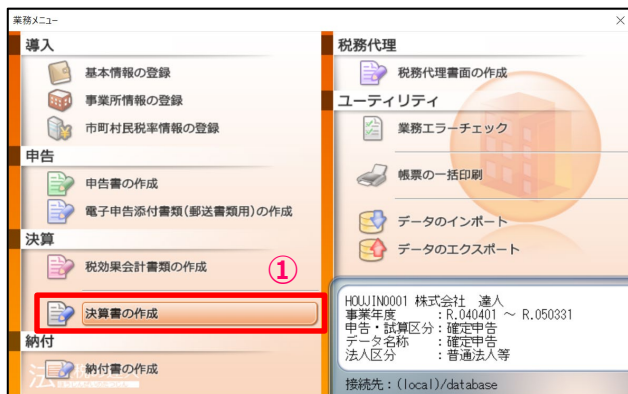 業務メニュー
導入
基本情報の登録
事業所情報の登録
市町村民税率情報の登録
申告
申告書の作成
電子申告添付書類(郵送書類用)の作成
決算
税効果会計書類の作成
①
決算書の作成
納付
納付書の作成
税務代理
税務代理書面の作成
ユーティリティ
業務エラーチェック
帳票の一括印刷
データのインポート
データのエクスポート
HOUJIN0001 株式会社 達人
事業年度 :R.040401 ~ R.050331
申告・試算区分:確定申告
データ名称 :確定申告
法人区分 :普通法人等
接続先:(local)/database